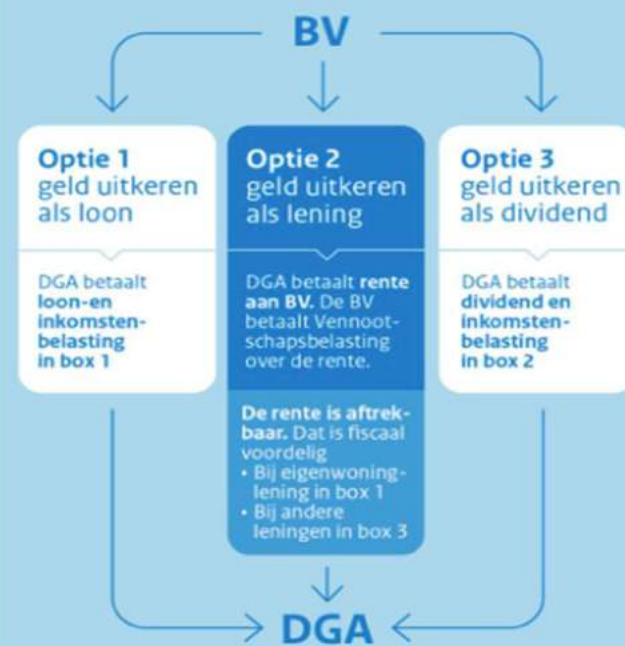 BV
Optie 1
geld uitkeren
als loon
DGA betaalt
loon-en
inkomsten-
belasting
in box 1
Optie 2
geld uitkeren
als lening
DGA betaalt rente
aan BV. De BV
betaalt Vennoot-
schapsbelasting
over de rente.
De rente is aftrek-
baar. Dat is fiscaal
voordelig
• Bij eigenwoning-
lening in box 1
• Bij andere
leningen in box 3
Optie 3
geld uitkeren
als dividend
DGA betaalt
dividend en
inkomsten-
belasting
in box 2
DGA